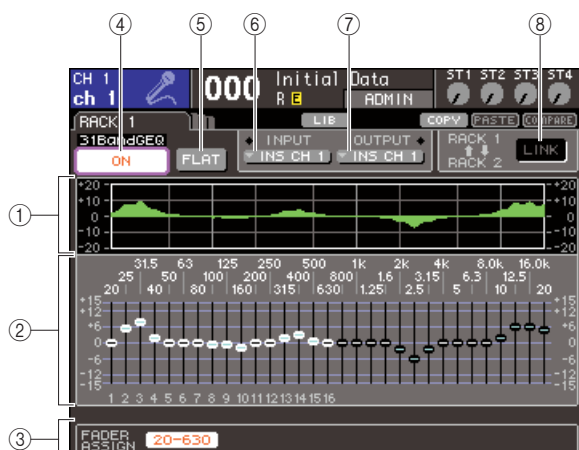 ④ ⑤ ⑥ ⑦ ⑧
CH 1 000 Initial Data ST1 ST2 ST3 ST4
ch 1 R E ADMIN
RACK 1 LIB COPY PASTE COMPARE
31BandGEQ INPUT OUTPUT RACK 1
ON FLAT INS CH 1 INS CH 1 LINK
RACK 2
①
+20 +20
+10 +10
0 0
-10 -10
-20 -20
②
31.5 63 125 250 500 1k 2k 4k 8.0k 16.0k
25 50 100 200 400 800 1.6 3.15 6.3 12.5
20 40 80 160 315 630 1.25 2.5 5 10 20
+15 +15
+12 +12
+6 +6
0 0
-6 -6
-12 -12
-15 -15
1 2 3 4 5 6 7 8 9 10 11 12 13 14 15 16
③
FADER ASSIGN 20-630